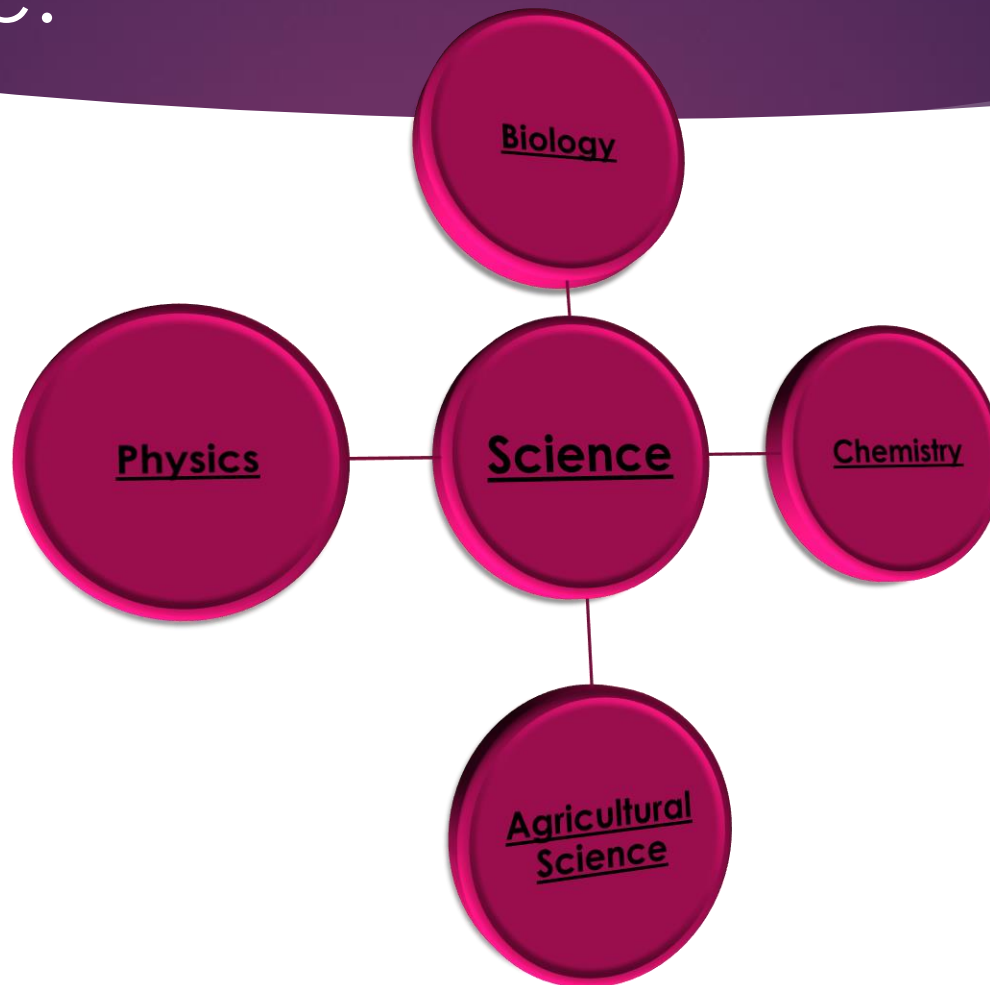 Biology
Physics
Science
Chemistry
Agricultural
Science